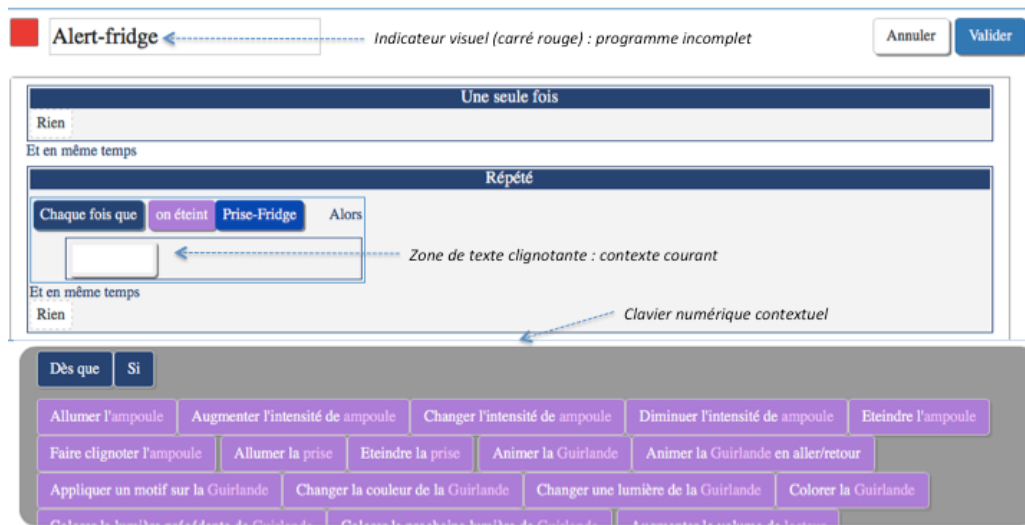 Alert-fridge
Indicateur visuel (carré rouge) : programme incomplet
Annuler
Valider
Une seule fois
Rien
Et en même temps
Répété
Chaque fois que on éteint Prise-Fridge Alors
Zone de texte clignotante : contexte courant
Et en même temps
Rien
Clavier numérique contextuel
Dès que Si
Allumer l'ampoule Augmenter l'intensité de ampoule Changer l'intensité de ampoule Diminuer l'intensité de ampoule Eteindre l'ampoule
Faire clignoter l'ampoule Allumer la prise Eteindre la prise Animer la Guirlande Animer la Guirlande en aller/retour
Appliquer un motif sur la Guirlande Changer la couleur de la Guirlande Changer une lumière de la Guirlande Colorer la Guirlande